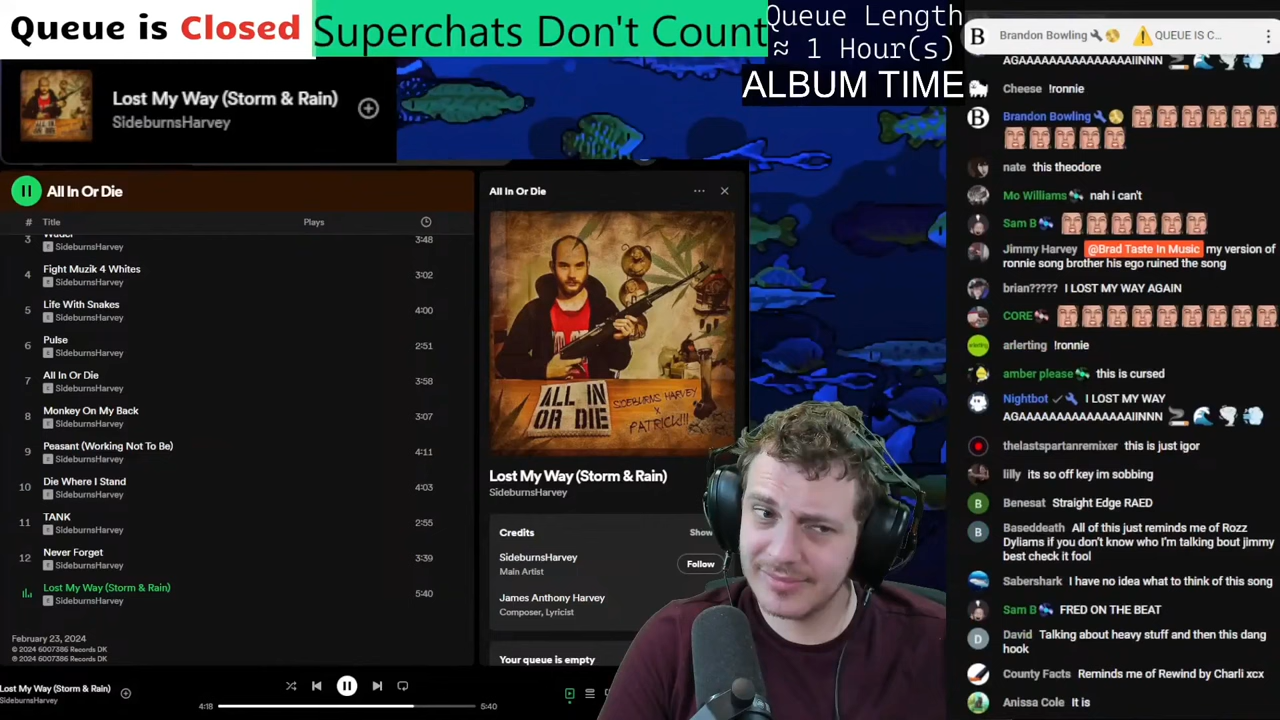 Queue is Closed
Superchats Don't Count
Queue Length
≈ 1 Hour(s)
ALBUM TIME
Lost My Way (Storm & Rain)
SideburnsHarvey
All In Or Die
# Title Plays
3 3:48
E SideburnsHarvey
4 Fight Muzik 4 Whites 3:02
E SideburnsHarvey
5 Life With Snakes 4:00
E SideburnsHarvey
6 Pulse 2:51
E SideburnsHarvey
7 All In Or Die 3:58
E SideburnsHarvey
8 Monkey On My Back 3:07
E SideburnsHarvey
9 Peasant (Working Not To Be) 4:11
E SideburnsHarvey
10 Die Where I Stand 4:03
E SideburnsHarvey
11 TANK 2:55
E SideburnsHarvey
12 Never Forget 3:39
E SideburnsHarvey
Lost My Way (Storm & Rain) 5:40
E SideburnsHarvey
February 23, 2024
© 2024 6007386 Records DK
℗ 2024 6007386 Records DK
All In Or Die
ALL IN
OR DIE
SIDEBURNS HARVEY
X
Lost My Way (Storm & Rain)
SideburnsHarvey
Credits Show
SideburnsHarvey
Main Artist
Follow
James Anthony Harvey
Composer, Lyricist
Your queue is empty
Lost My Way (Storm & Rain)
SideburnsHarvey
4:18 5:40
B Brandon Bowling QUEUE IS C...
AGAAAAAAAAAAAAAIINNN
Cheese !ronnie
B Brandon Bowling
nate this theodore
Mo Williams nah i can't
Sam B
Jimmy Harvey @Brad Taste In Music my version of
ronnie song brother his ego ruined the song
brian????? I LOST MY WAY AGAIN
CORE
arlerting !ronnie
amber please this is cursed
Nightbot I LOST MY WAY
AGAAAAAAAAAAAAAIINNN
thelastspartanremixer this is just igor
lilly its so off key im sobbing
B Benesat Straight Edge RAED
B Baseddeath All of this just reminds me of Rozz
Dyliams if you don't know who I'm talking bout jimmy
best check it fool
Sabershark I have no idea what to think of this song
Sam B FRED ON THE BEAT
D David Talking about heavy stuff and then this dang
hook
County Facts Reminds me of Rewind by Charli xcx
Anissa Cole It is